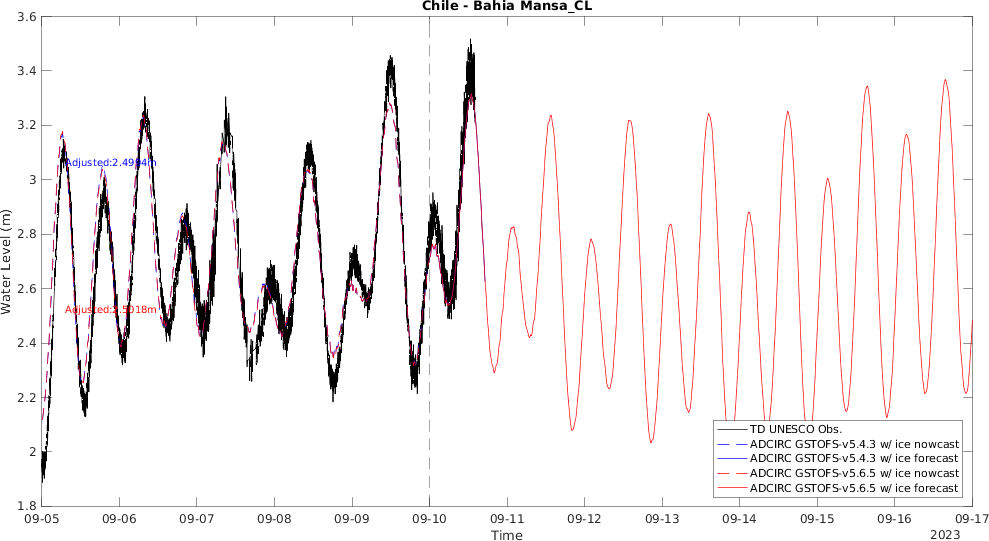 Chile - Bahia Mansa_CL
Water Level (m)
3.6
3.4
3.2
3
2.8
2.6
2.4
2.2
2
1.8
Adjusted:2.4994m
Adjusted:2.5018m
TD UNESCO Obs.
ADCIRC GSTOFS-v5.4.3 w/ ice nowcast
ADCIRC GSTOFS-v5.4.3 w/ ice forecast
ADCIRC GSTOFS-v5.6.5 w/ ice nowcast
ADCIRC GSTOFS-v5.6.5 w/ ice forecast
09-05 09-06 09-07 09-08 09-09 09-10 09-11 09-12 09-13 09-14 09-15 09-16 09-17
Time
2023